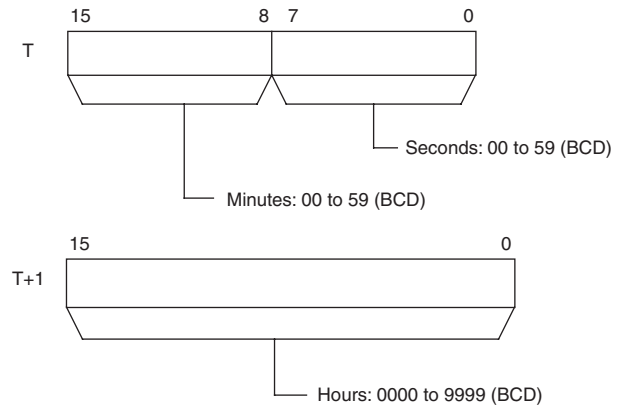 15 8 7 0
T
Seconds: 00 to 59 (BCD)
Minutes: 00 to 59 (BCD)
15 0
T+1
Hours: 0000 to 9999 (BCD)